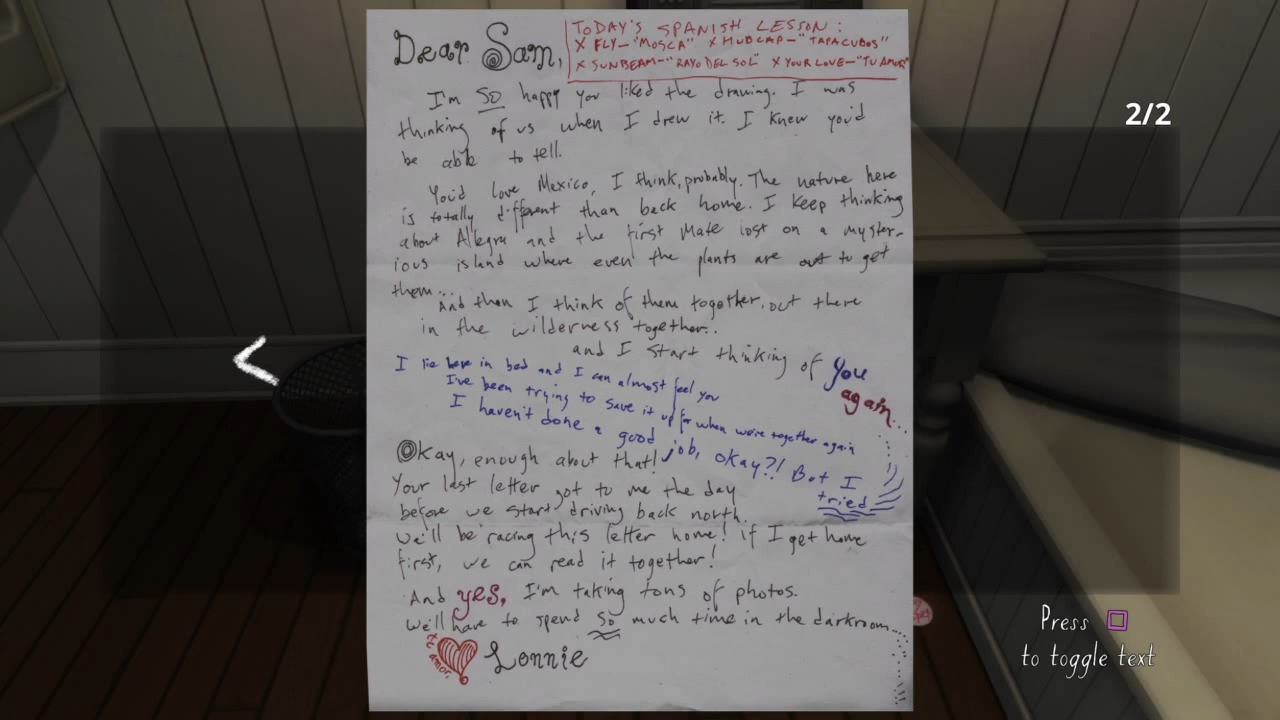 Dear Sam,
TODAY'S SPANISH LESSON:
x FLY-"MOSCA" x HUBCAP-"TAPACUBOS"
x SUNBEAM-"RAYO DEL SOL" x YOUR LOVE-"TU AMOR"
I'm SO happy you liked the drawing. I was
thinking of us when I drew it. I knew you'd
be able to tell.
You'd love Mexico, I think, probably. The nature here
is totally different than back home. I keep thinking
about Allegra and the First Mate lost on a myster-
ious island where even the plants are out to get
them...
And then I think of them together, out there
in the wilderness together..
and I start thinking of you
again...
I lie here in bed and I can almost feel you
I've been trying to save it up for when we're together again
I haven't done a good job, okay?! But I
tried
Okay, enough about that!
Your last letter got to me the day
before we start driving back north.
We'll be racing this letter home! if I get home
first, we can read it together!
And yes, I'm taking tons of photos.
We'll have to spend so much time in the darkroom...
Lonnie
2/2
Press
to toggle text